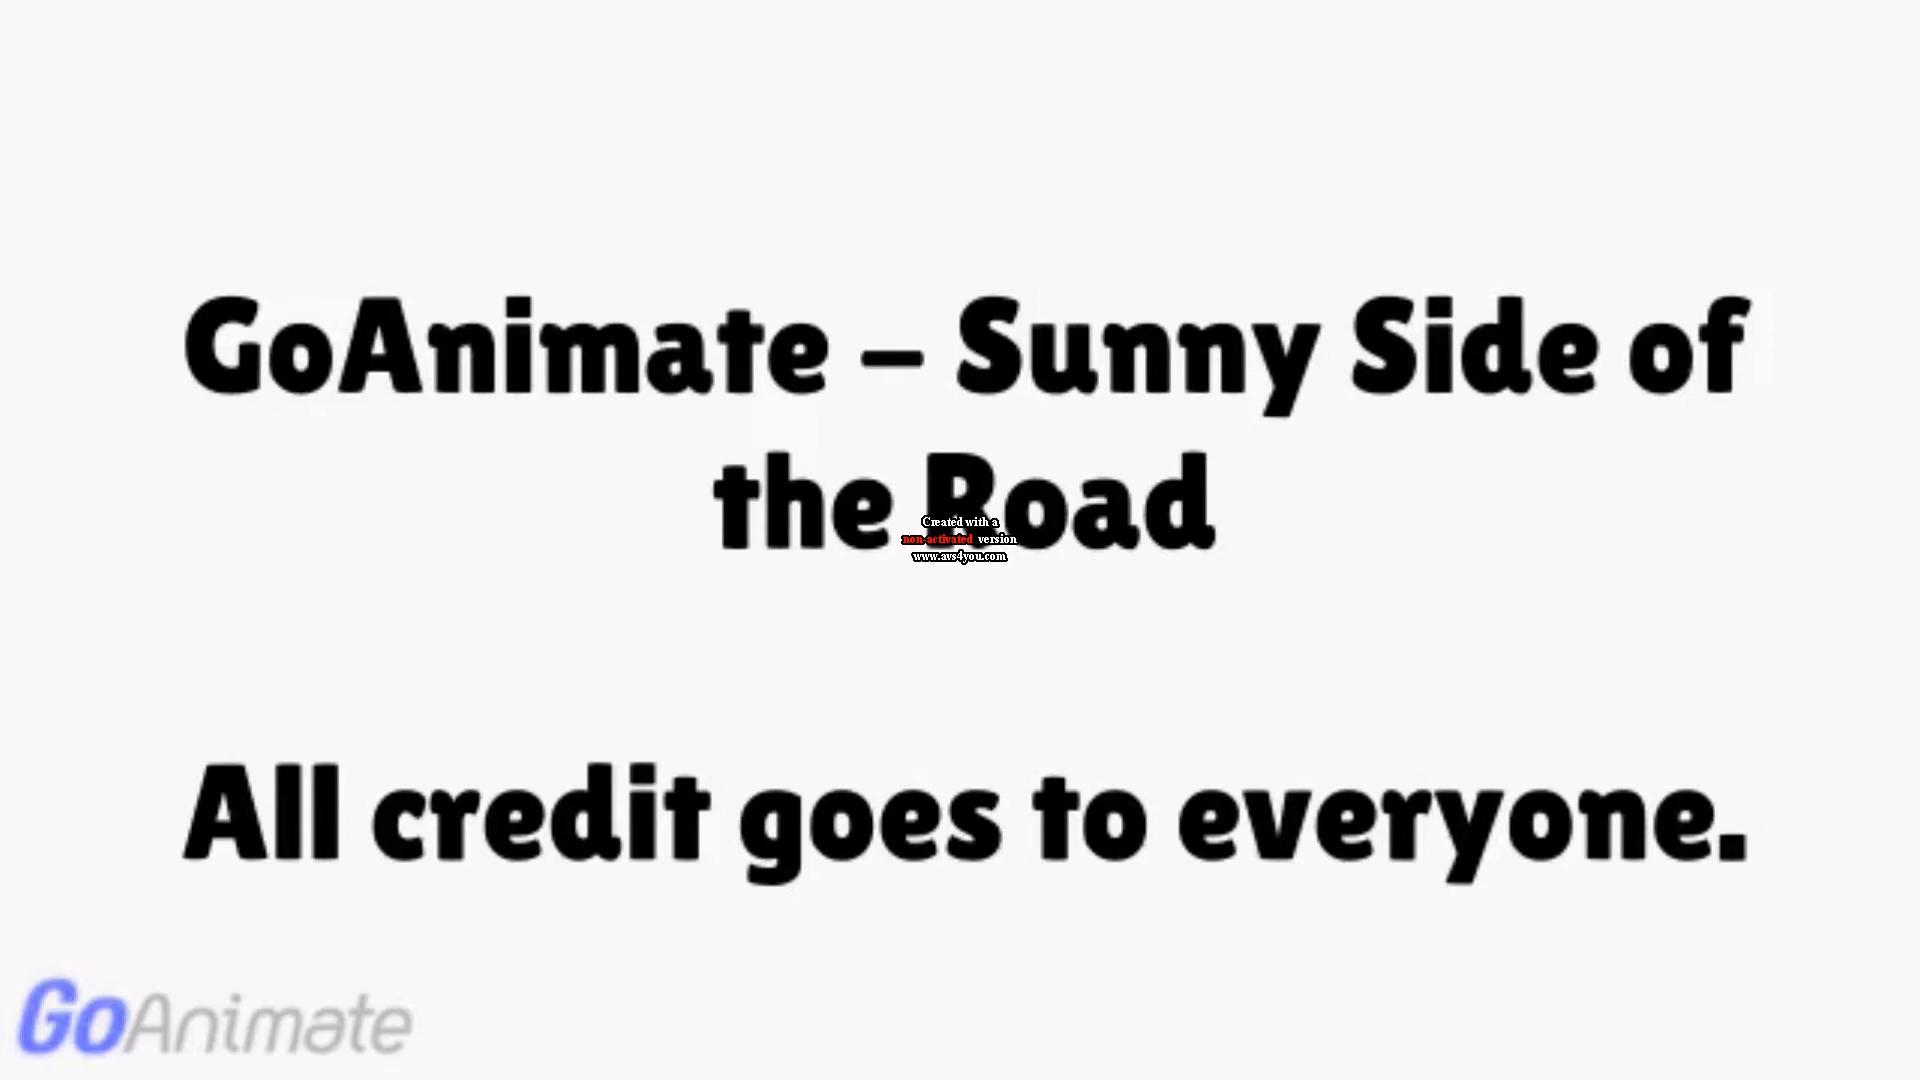 GoAnimate – Sunny Side of
the Road
Created with a
non-activated version
www.avs4you.com
All credit goes to everyone.
GoAnimate